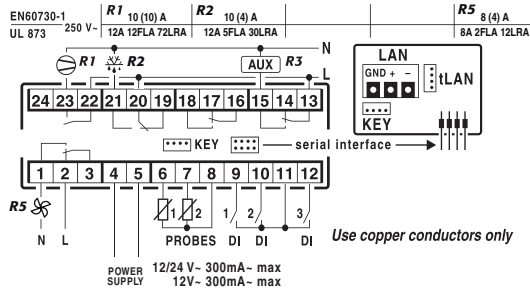 EN60730-1 250 V~ R1 10 (10) A R2 10 (4) A R5 8 (4) A
UL 873 12A 12FLA 72LRA 12A 5FLA 30LRA 8A 2FLA 12LRA
N
R1 R2 AUX R3
L
24 23 22 21 20 19 18 17 16 15 14 13
LAN
GND + -
tLAN
KEY
KEY serial interface
1 2 3 4 5 6 7 8 9 10 11 12
R5
1 2 1 2 3
N L PROBES DI DI DI
Use copper conductors only
POWER SUPPLY
12/24 V~ 300mA~ max
12V~ 300mA~ max